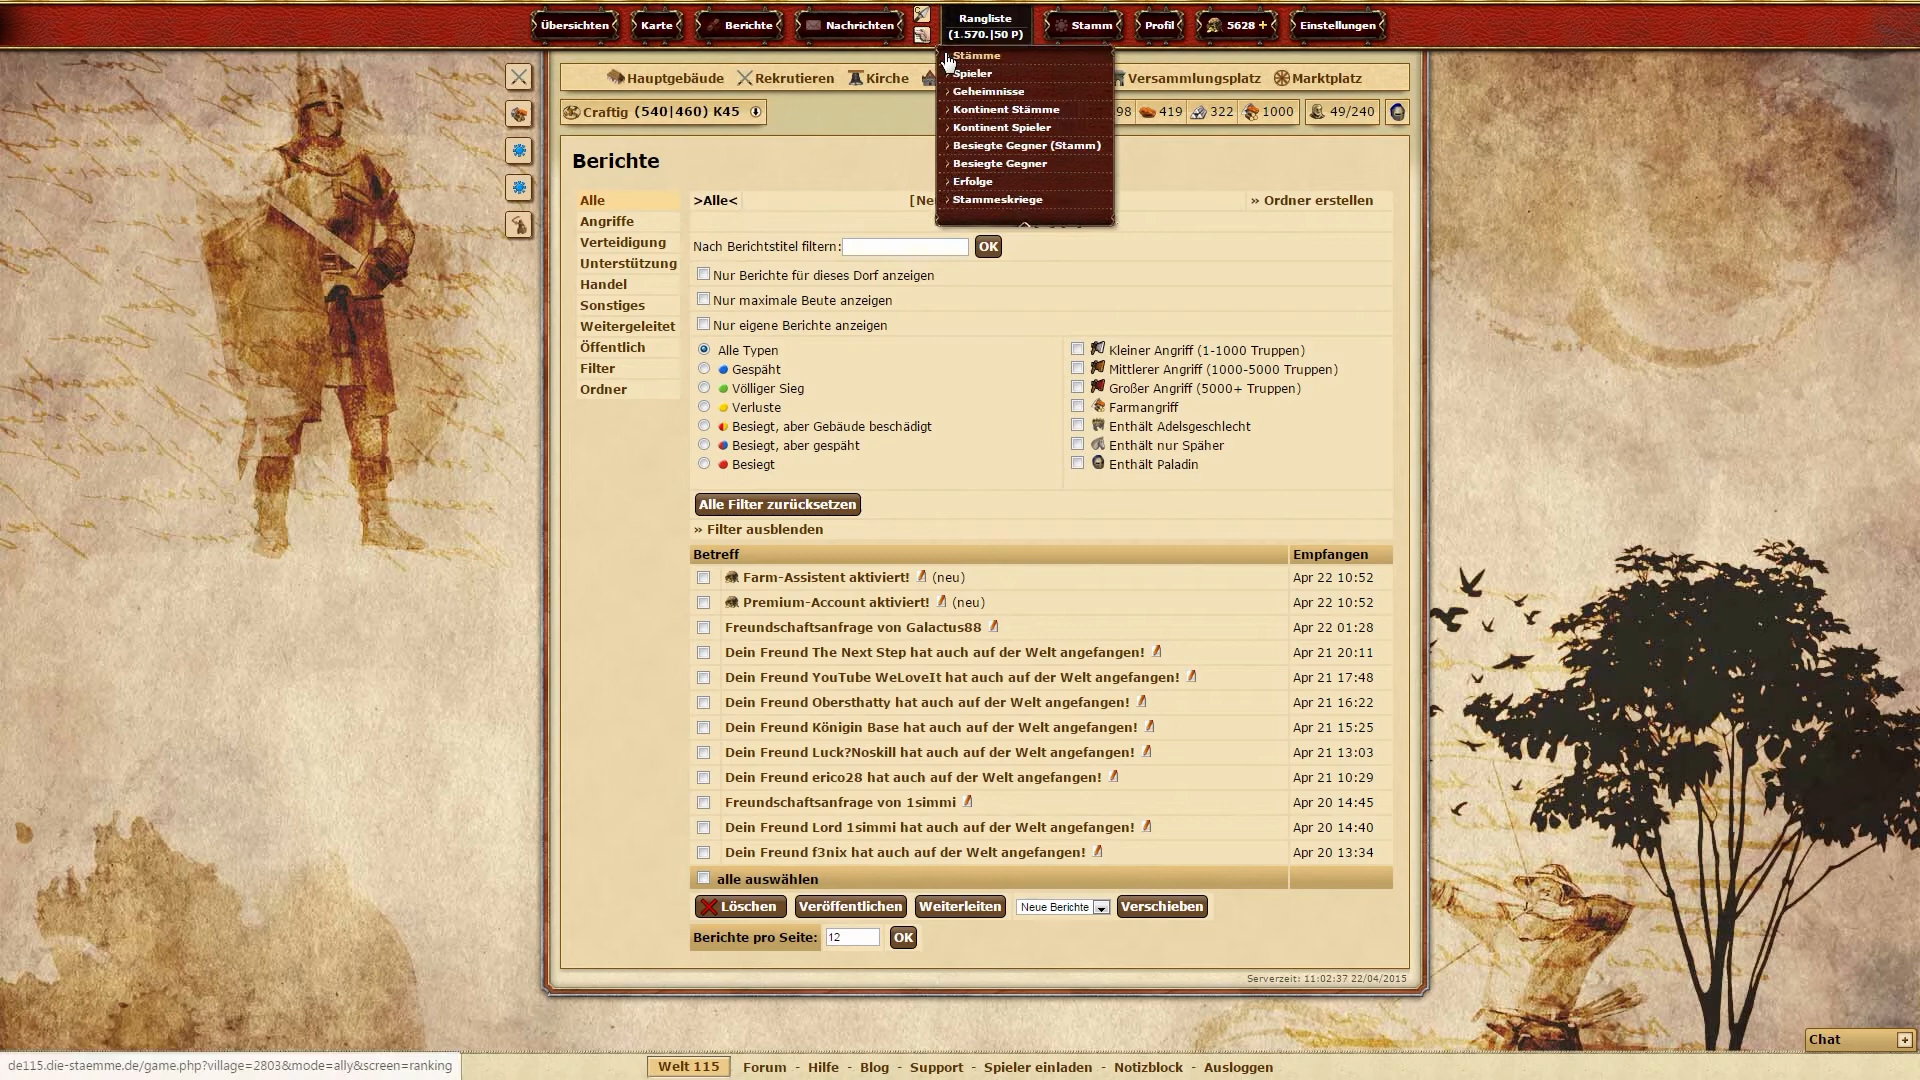 Übersichten Karte Berichte Nachrichten Rangliste (1.570.|50 P) Stamm Profil 5628 + Einstellungen
Stämme
Spieler
Geheimnisse
Kontinent Stämme
Kontinent Spieler
Besiegte Gegner (Stamm)
Besiegte Gegner
Erfolge
Stammeskriege
Hauptgebäude Rekrutieren Kirche Versammlungsplatz Marktplatz
Craftig (540|460) K45 98 419 322 1000 49/240
Berichte
Alle
Angriffe
Verteidigung
Unterstützung
Handel
Sonstiges
Weitergeleitet
Öffentlich
Filter
Ordner
>Alle< » Ordner erstellen
Nach Berichtstitel filtern: OK
Nur Berichte für dieses Dorf anzeigen
Nur maximale Beute anzeigen
Nur eigene Berichte anzeigen
Alle Typen Kleiner Angriff (1-1000 Truppen)
Gespäht Mittlerer Angriff (1000-5000 Truppen)
Völliger Sieg Großer Angriff (5000+ Truppen)
Verluste Farmangriff
Besiegt, aber Gebäude beschädigt Enthält Adelsgeschlecht
Besiegt, aber gespäht Enthält nur Späher
Besiegt Enthält Paladin
Alle Filter zurücksetzen
» Filter ausblenden
Betreff Empfangen
Farm-Assistent aktiviert! (neu) Apr 22 10:52
Premium-Account aktiviert! (neu) Apr 22 10:52
Freundschaftsanfrage von Galactus88 Apr 22 01:28
Dein Freund The Next Step hat auch auf der Welt angefangen! Apr 21 20:11
Dein Freund YouTube WeLoveIt hat auch auf der Welt angefangen! Apr 21 17:48
Dein Freund Obersthatty hat auch auf der Welt angefangen! Apr 21 16:22
Dein Freund Königin Base hat auch auf der Welt angefangen! Apr 21 15:25
Dein Freund Luck?Noskill hat auch auf der Welt angefangen! Apr 21 13:03
Dein Freund erico28 hat auch auf der Welt angefangen! Apr 21 10:29
Freundschaftsanfrage von 1simmi Apr 20 14:45
Dein Freund Lord 1simmi hat auch auf der Welt angefangen! Apr 20 14:40
Dein Freund f3nix hat auch auf der Welt angefangen! Apr 20 13:34
alle auswählen
Löschen Veröffentlichen Weiterleiten Neue Berichte Verschieben
Berichte pro Seite: 12 OK
Serverzeit: 11:02:37 22/04/2015
Chat +
de115.die-staemme.de/game.php?village=2803&mode=ally&screen=ranking
Welt 115 Forum - Hilfe - Blog - Support - Spieler einladen - Notizblock - Ausloggen